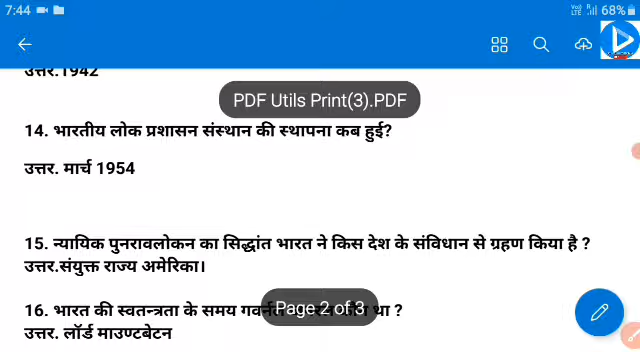 7:44
Vo) LTE R 68%
उत्तर.1942
PDF Utils Print(3).PDF
14. भारतीय लोक प्रशासन संस्थान की स्थापना कब हुई?
उत्तर. मार्च 1954
15. न्यायिक पुनरावलोकन का सिद्धांत भारत ने किस देश के संविधान से ग्रहण किया है ?
उत्तर.संयुक्त राज्य अमेरिका।
16. भारत की स्वतन्त्रता के समय था ?
Page 2 of 3
उत्तर. लॉर्ड माउण्टबेटन